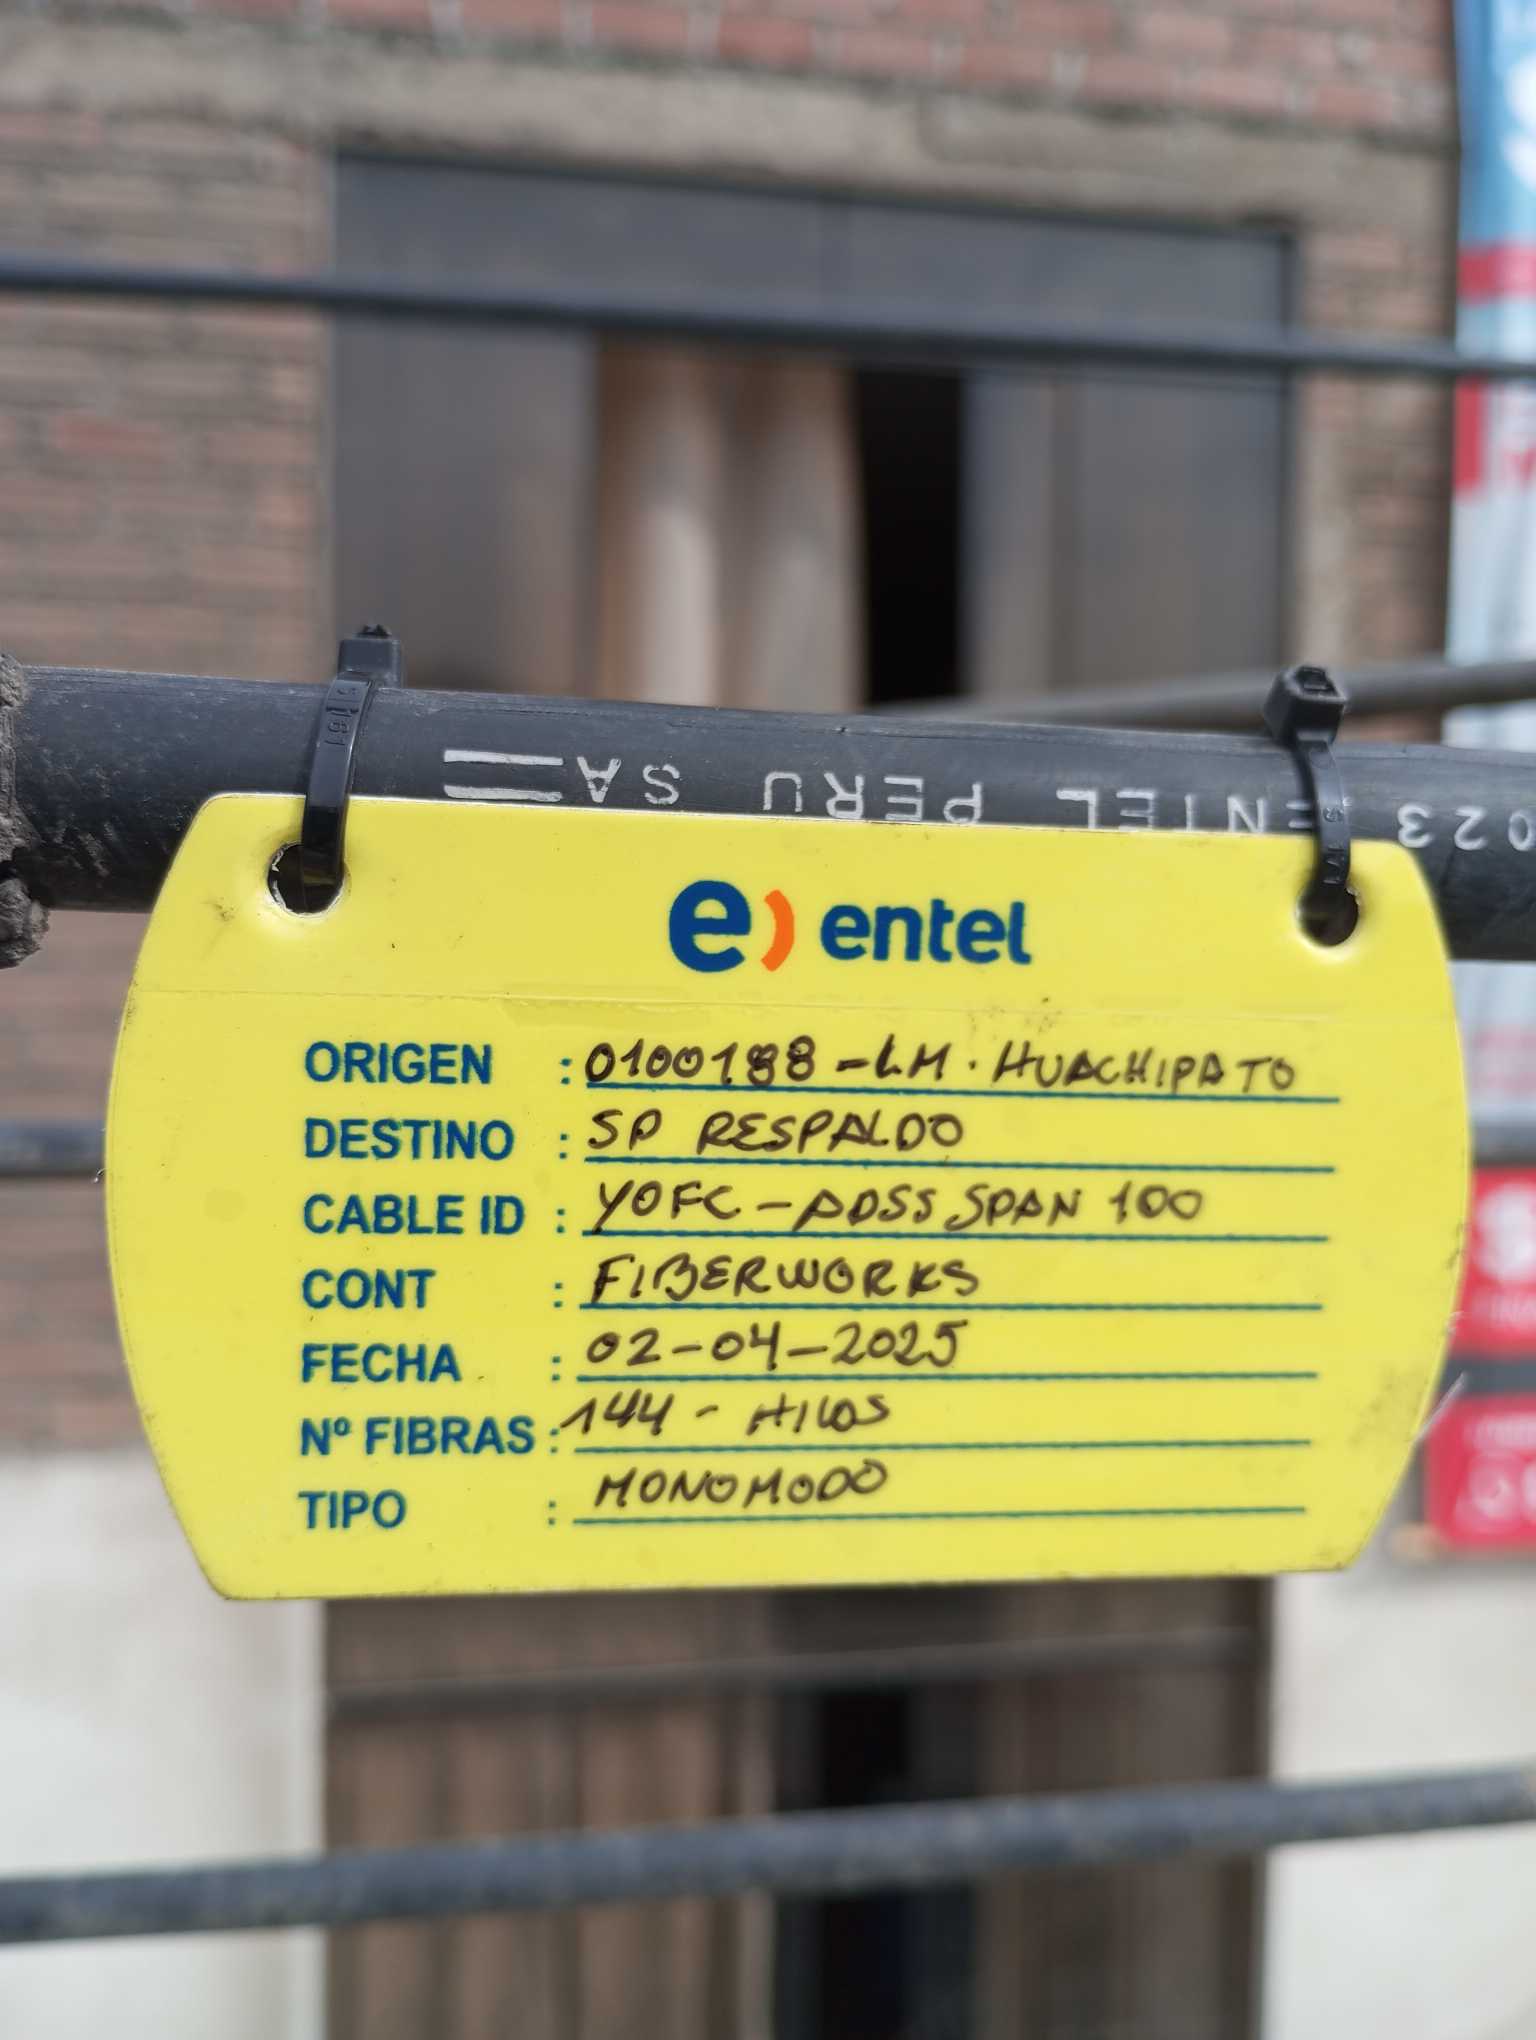 023 ENTEL PERU SA
e) entel
ORIGEN : 0100188-LM. HUACHIPATO
DESTINO : SP RESPALDO
CABLE ID : YOFC - ADSS SPAN 100
CONT : FIBERWORKS
FECHA : 02-04-2025
Nº FIBRAS : 144 - HILOS
TIPO : MONOMODO